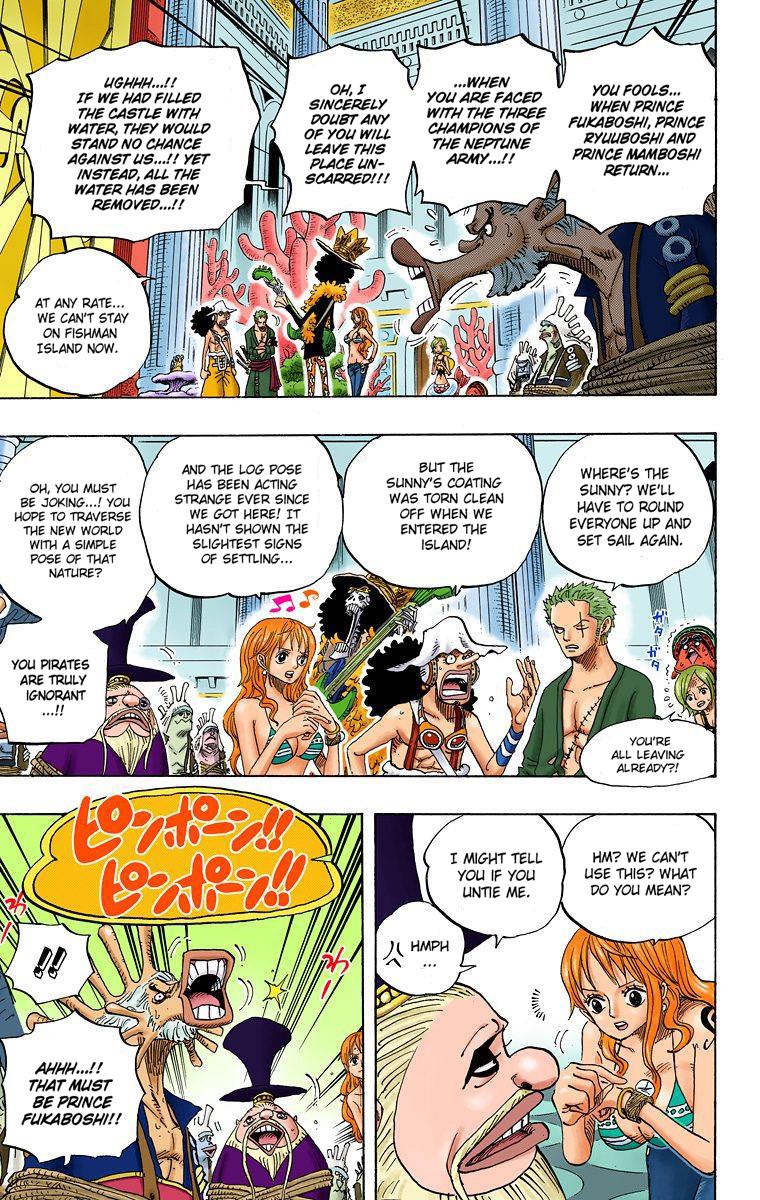 YOU FOOLS...
WHEN PRINCE
FUKABOSHI, PRINCE
RYUUBOSHI AND
PRINCE MAMBOSHI
RETURN...
...WHEN
YOU ARE FACED
WITH THE THREE
CHAMPIONS OF
THE NEPTUNE
ARMY...!!
OH, I
SINCERELY
DOUBT ANY
OF YOU WILL
LEAVE THIS
PLACE UN-
SCARRED!!!
UGHHH...!!
IF WE HAD FILLED
THE CASTLE WITH
WATER, THEY WOULD
STAND NO CHANCE
AGAINST US...!! YET
INSTEAD, ALL THE
WATER HAS BEEN
REMOVED...!!
AT ANY RATE...
WE CAN'T STAY
ON FISHMAN
ISLAND NOW.
WHERE'S THE
SUNNY? WE'LL
HAVE TO ROUND
EVERYONE UP AND
SET SAIL AGAIN.
BUT THE
SUNNY'S COATING
WAS TORN CLEAN
OFF WHEN WE
ENTERED THE
ISLAND!
AND THE LOG POSE
HAS BEEN ACTING
STRANGE EVER SINCE
WE GOT HERE! IT
HASN'T SHOWN THE
SLIGHTEST SIGNS
OF SETTLING...
OH, YOU MUST
BE JOKING...! YOU
HOPE TO TRAVERSE
THE NEW WORLD
WITH A SIMPLE
POSE OF THAT
NATURE?
YOU PIRATES
ARE TRULY
IGNORANT
...!!
ガタガタ
YOU'RE
ALL LEAVING
ALREADY?!
HM? WE CAN'T
USE THIS? WHAT
DO YOU MEAN?
I MIGHT TELL
YOU IF YOU
UNTIE ME.
HMPH
...
ピンポーン!!
ピンポーン!!
!!
AHHH...!!
THAT MUST
BE PRINCE
FUKABOSHI!!